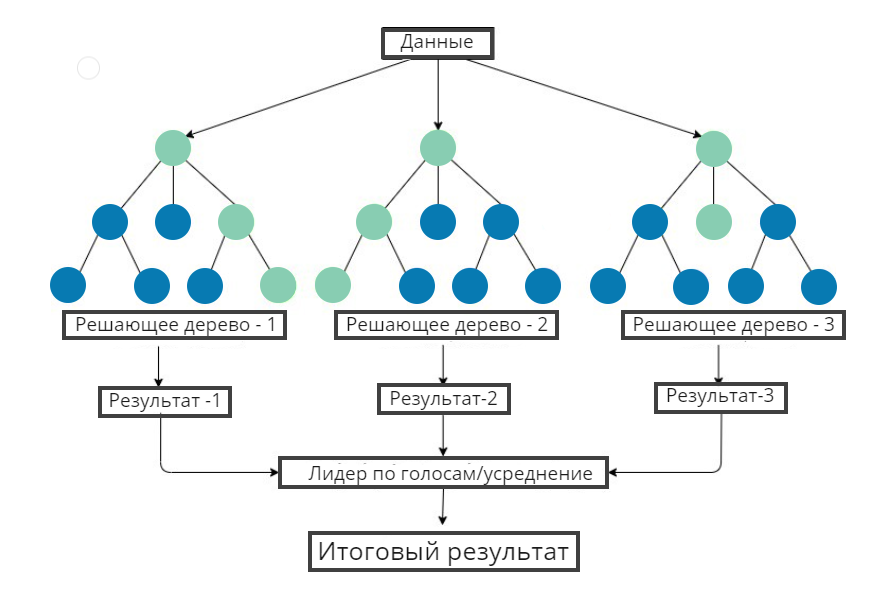 Данные
Решающее дерево - 1
Решающее дерево - 2
Решающее дерево - 3
Результат -1
Результат-2
Результат-3
Лидер по голосам/усреднение
Итоговый результат